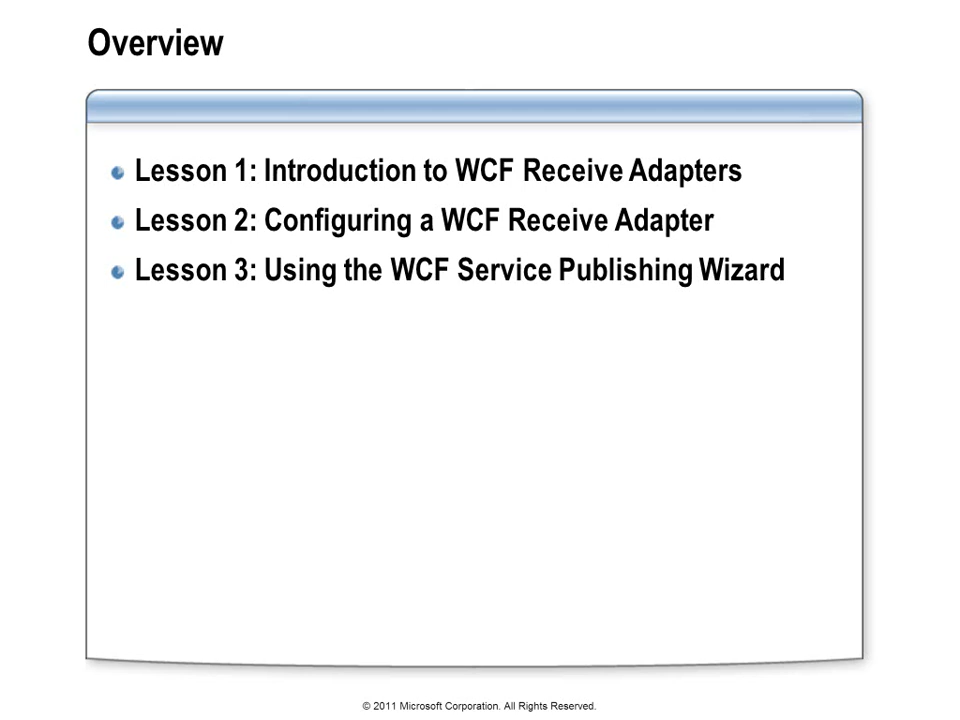 Overview
Lesson 1: Introduction to WCF Receive Adapters
Lesson 2: Configuring a WCF Receive Adapter
Lesson 3: Using the WCF Service Publishing Wizard
© 2011 Microsoft Corporation. All Rights Reserved.